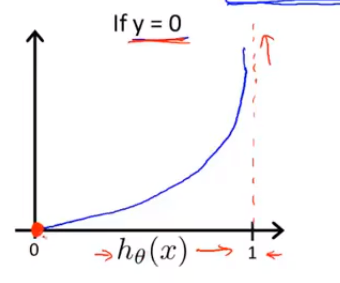 If y = 0
0 hθ(x) 1